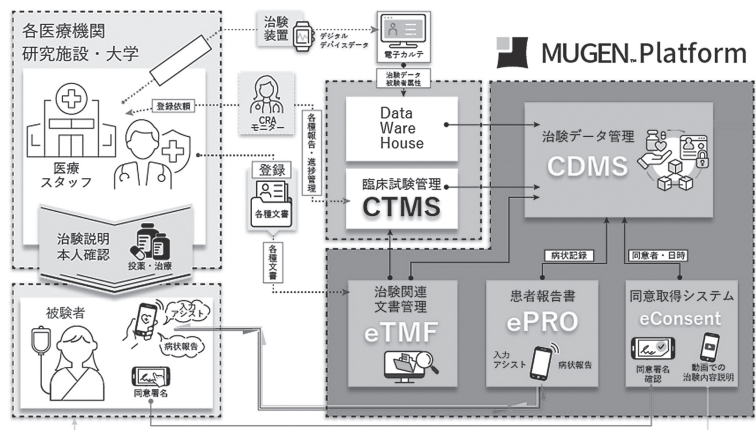 各医療機関
研究施設・大学
治験
装置
デジタル
デバイスデータ
電子カルテ
治験データ
被験者属性
MUGEN™Platform
登録依頼
CRA
モニター
各種報告・進捗管理
医療
スタッフ
登録
各種文書
各種文書
Data
Ware
House
臨床試験管理
CTMS
治験データ管理
CDMS
治験説明
本人確認
投薬・治療
病状記録
同意者・日時
被験者
入力
アシスト
病状報告
同意署名
治験関連
文書管理
eTMF
患者報告書
ePRO
入力
アシスト
病状報告
同意取得システム
eConsent
同意署名
確認
動画での
治験内容説明